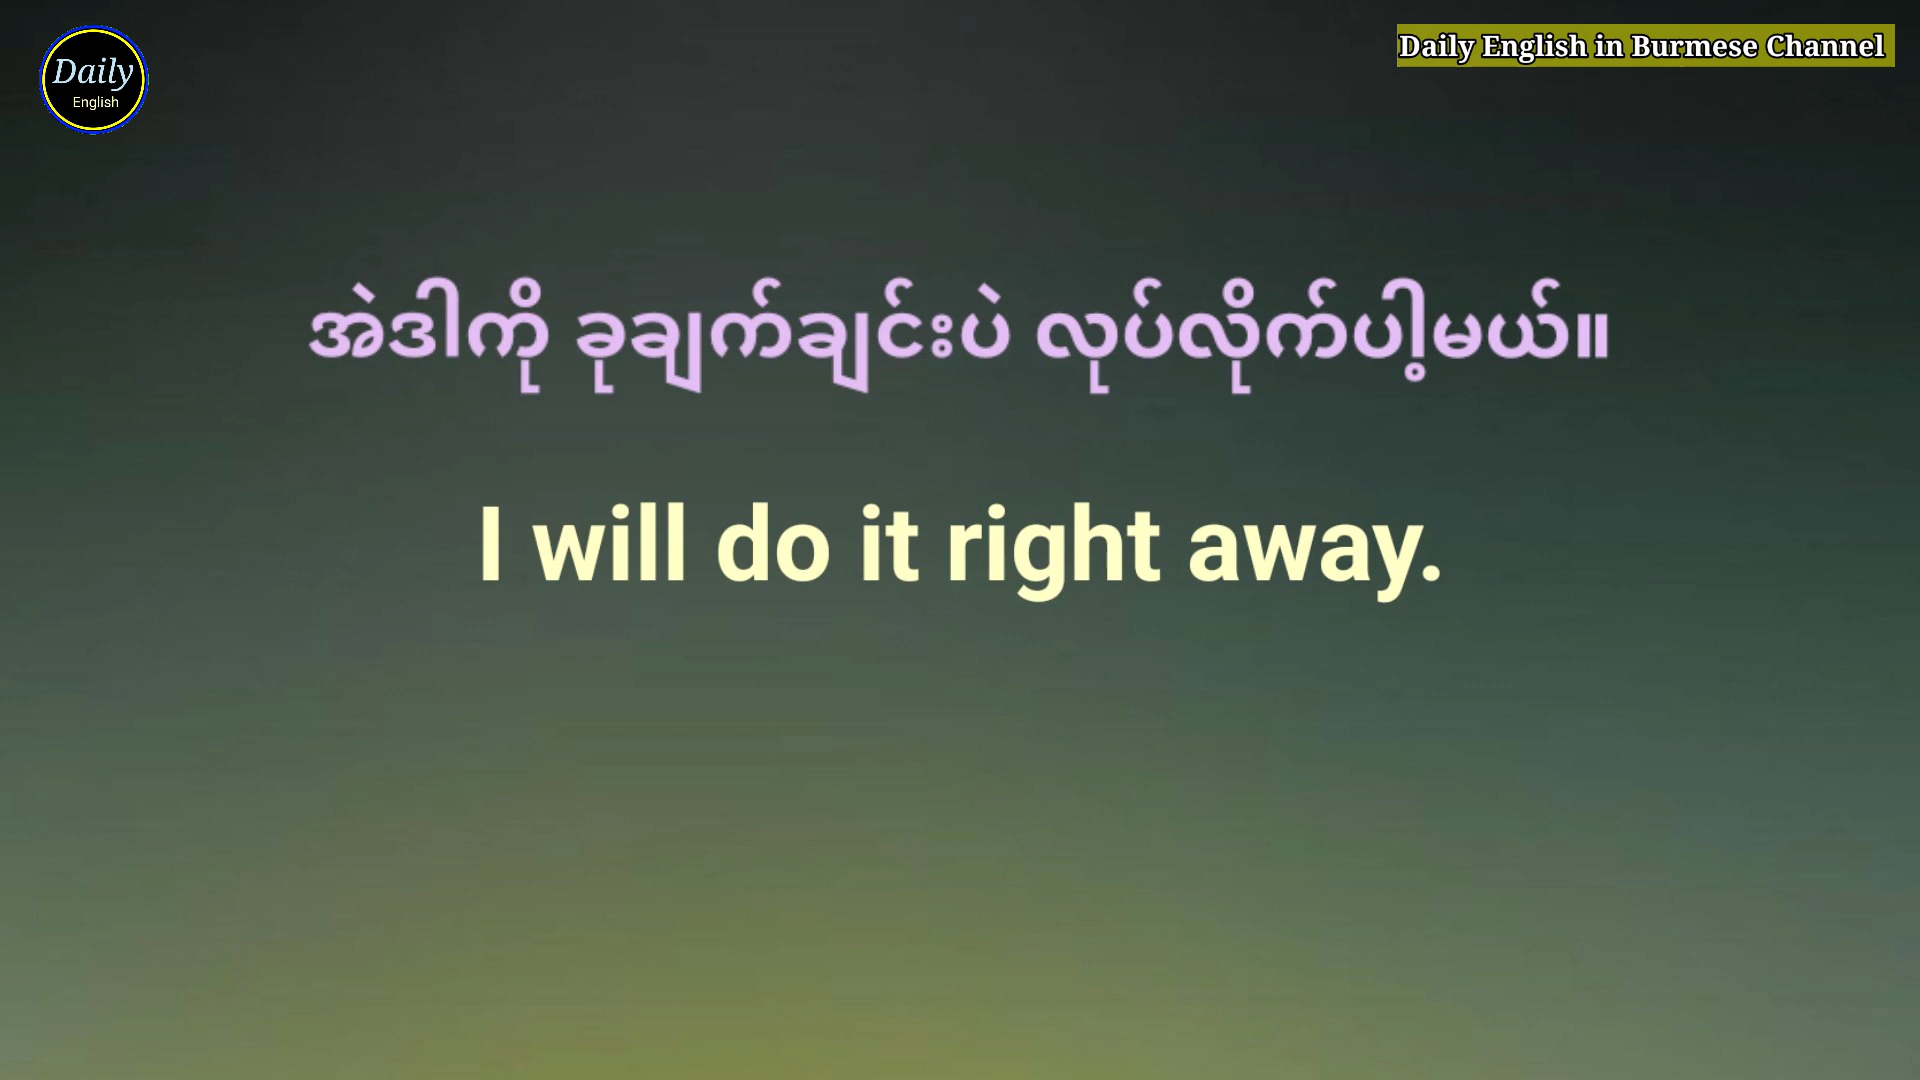 Daily
English
Daily English in Burmese Channel
အဲဒါကို ခုချက်ချင်းပဲ လုပ်လိုက်ပါ့မယ်။
I will do it right away.